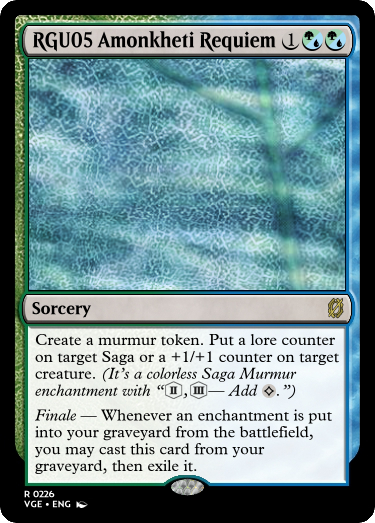 RGU05 Amonkheti Requiem 1
Sorcery
Create a murmur token. Put a lore counter
on target Saga or a +1/+1 counter on target
creature. (It's a colorless Saga Murmur
enchantment with “II, III— Add .”)
Finale — Whenever an enchantment is put
into your graveyard from the battlefield,
you may cast this card from your
graveyard, then exile it.
R 0226
VGE • ENG